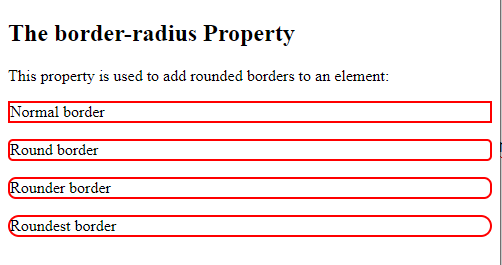 The border-radius Property
This property is used to add rounded borders to an element:
Normal border
Round border
Rounder border
Roundest border